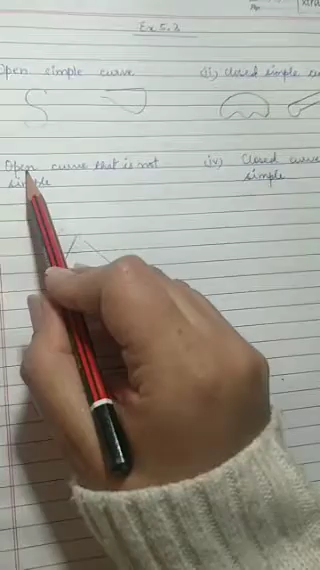 Ex 5.3
Open simple curve (ii) Closed simple
Open curve that is not (iv) Closed curve
simple simple